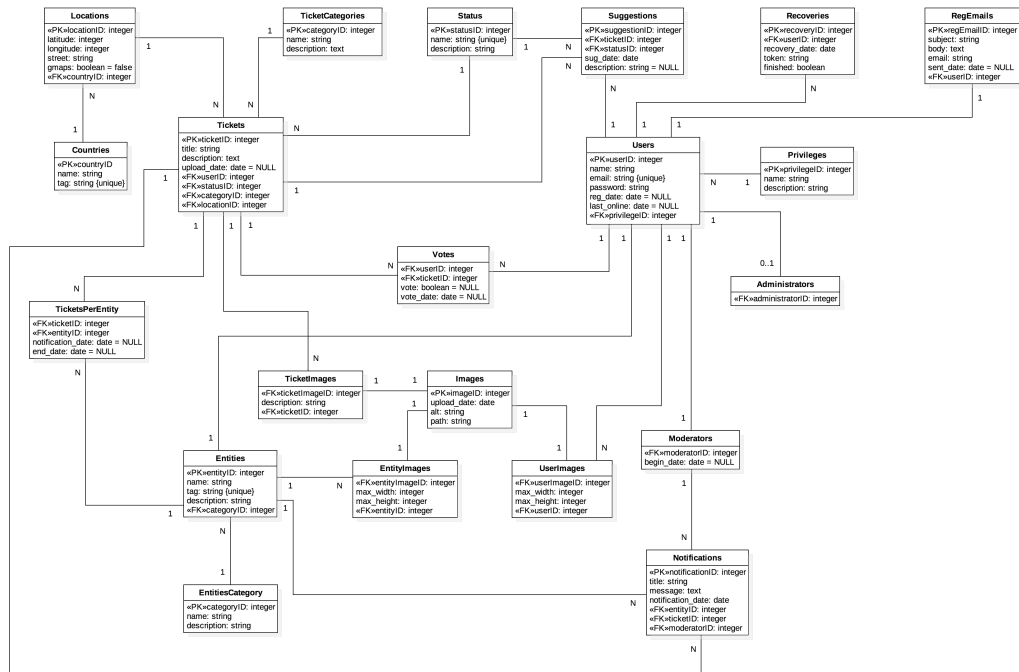 Locations
«PK»locationID: integer
latitude: integer
longitude: integer
street: string
gmaps: boolean = false
«FK»countryID: integer
TicketCategories
«PK»categoryID: integer
name: string
description: text
Status
«PK»statusID: integer
name: string {unique}
description: string
Suggestions
«PK»suggestionID: integer
«FK»ticketID: integer
«FK»statusID: integer
sug_date: date
description: string = NULL
Recoveries
«PK»recoveryID: integer
«FK»userID: integer
recovery_date: date
token: string
finished: boolean
RegEmails
«PK»regEmailID: integer
subject: string
body: text
email: string
sent_date: date = NULL
«FK»userID: integer
1
1
1
N
1
N
1
N
N
N
N
N
1
N
1
N
1
1
1
Countries
«PK»countryID
name: string
tag: string {unique}
Tickets
«PK»ticketID: integer
title: string
description: text
upload_date: date = NULL
«FK»userID: integer
«FK»statusID: integer
«FK»categoryID: integer
«FK»locationID: integer
Users
«PK»userID: integer
name: string
email: string {unique}
password: string
reg_date: date = NULL
last_online: date = NULL
«FK»privilegeID: integer
Privileges
«PK»privilegeID: integer
name: string
description: string
1
1
N
1
1
1
1
1
1
1
1
1
N
N
N
0..1
Votes
«FK»userID: integer
«FK»ticketID: integer
vote: boolean = NULL
vote_date: date = NULL
Administrators
«FK»administratorID: integer
TicketsPerEntity
«FK»ticketID: integer
«FK»entityID: integer
notification_date: date = NULL
end_date: date = NULL
N
N
TicketImages
«FK»ticketImageID: integer
description: string
«FK»ticketID: integer
1
1
Images
«PK»imageID: integer
upload_date: date
alt: string
path: string
1
1
1
1
1
N
1
Moderators
«FK»moderatorID: integer
begin_date: date = NULL
Entities
«PK»entityID: integer
name: string
tag: string {unique}
description: string
«FK»categoryID: integer
EntityImages
«FK»entityImageID: integer
max_width: integer
max_height: integer
«FK»entityID: integer
UserImages
«FK»userImageID: integer
max_width: integer
max_height: integer
«FK»userID: integer
1
N
1
1
1
N
N
1
EntitiesCategory
«PK»categoryID: integer
name: string
description: string
Notifications
«PK»notificationID: integer
title: string
message: text
notification_date: date
«FK»entityID: integer
«FK»ticketID: integer
«FK»moderatorID: integer
N
N